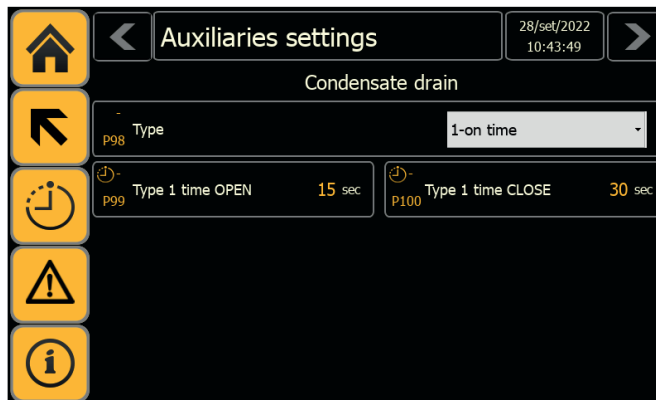 Auxiliaries settings
28/set/2022
10:43:49
Condensate drain
-
P98 Type
1-on time
-
P99 Type 1 time OPEN 15 sec
-
P100 Type 1 time CLOSE 30 sec
i